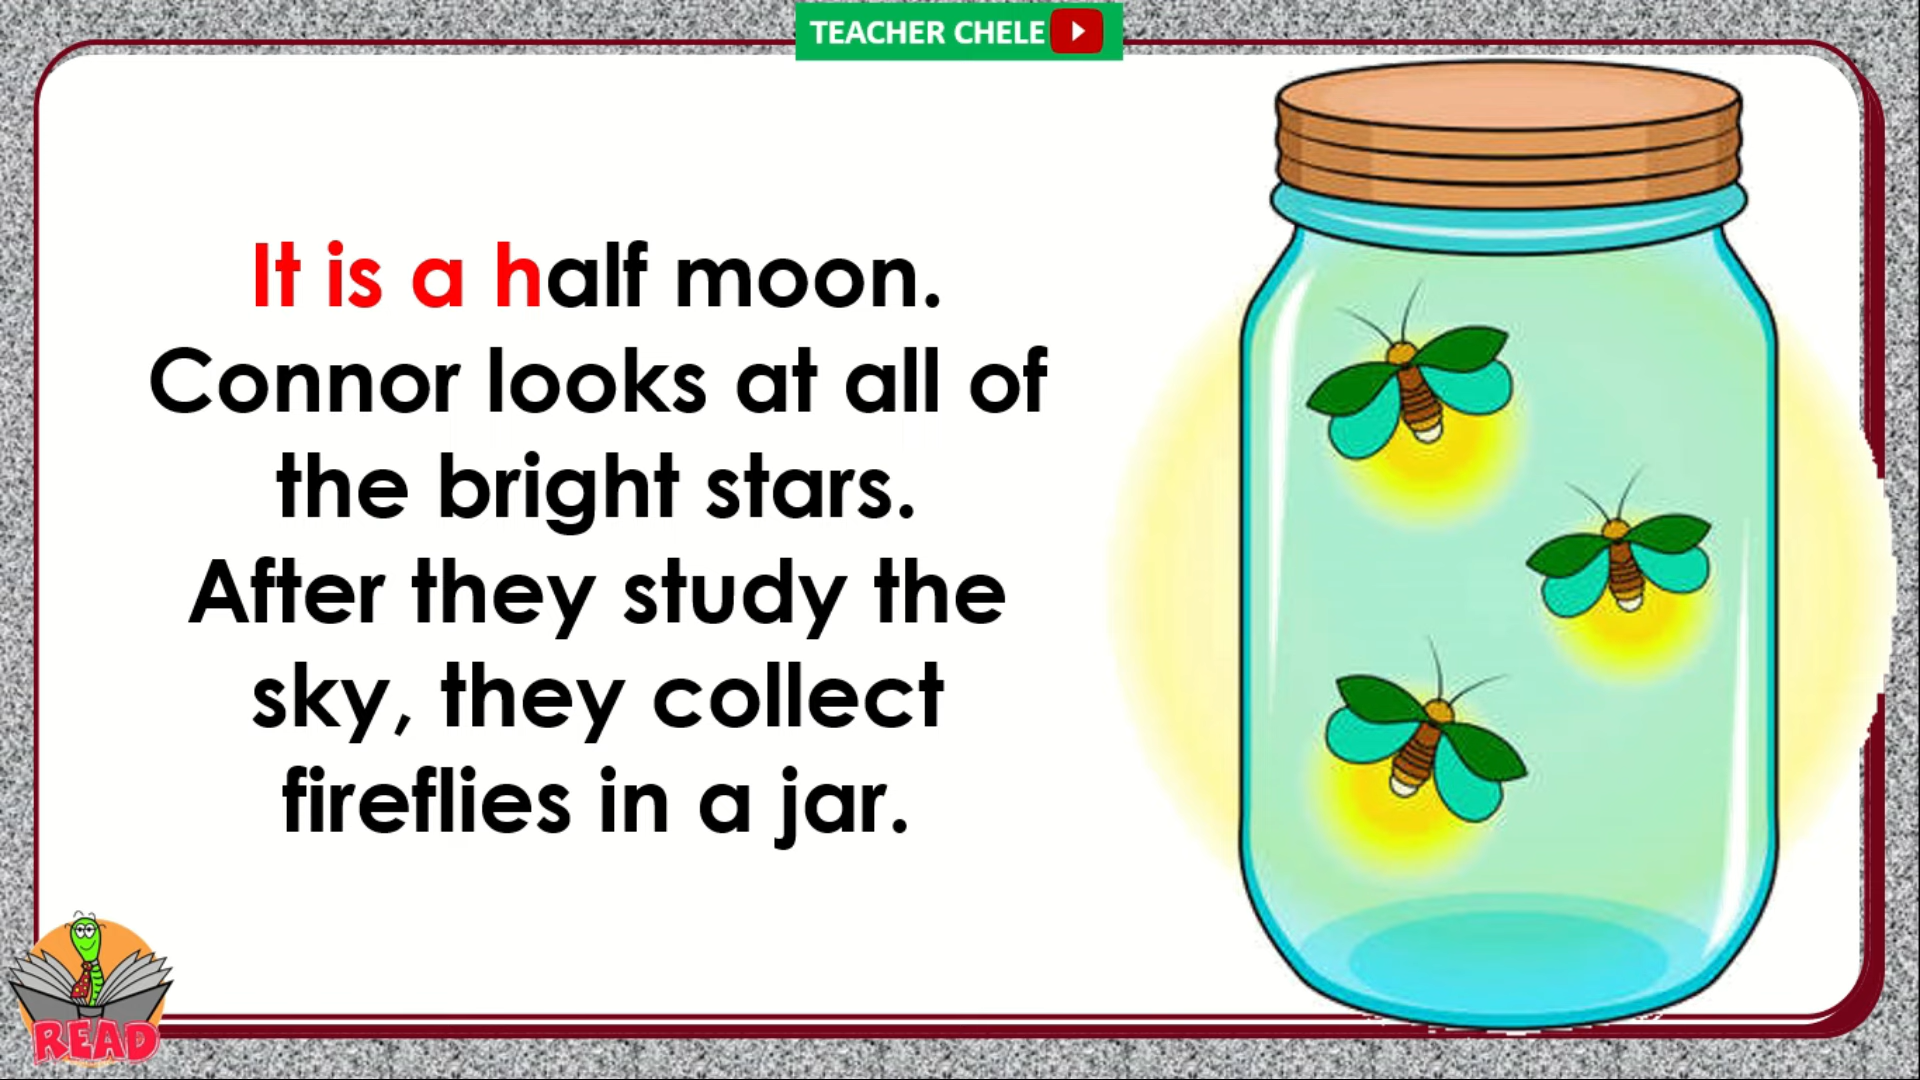 TEACHER CHELE
It is a half moon.
Connor looks at all of
the bright stars.
After they study the
sky, they collect
fireflies in a jar.
READ